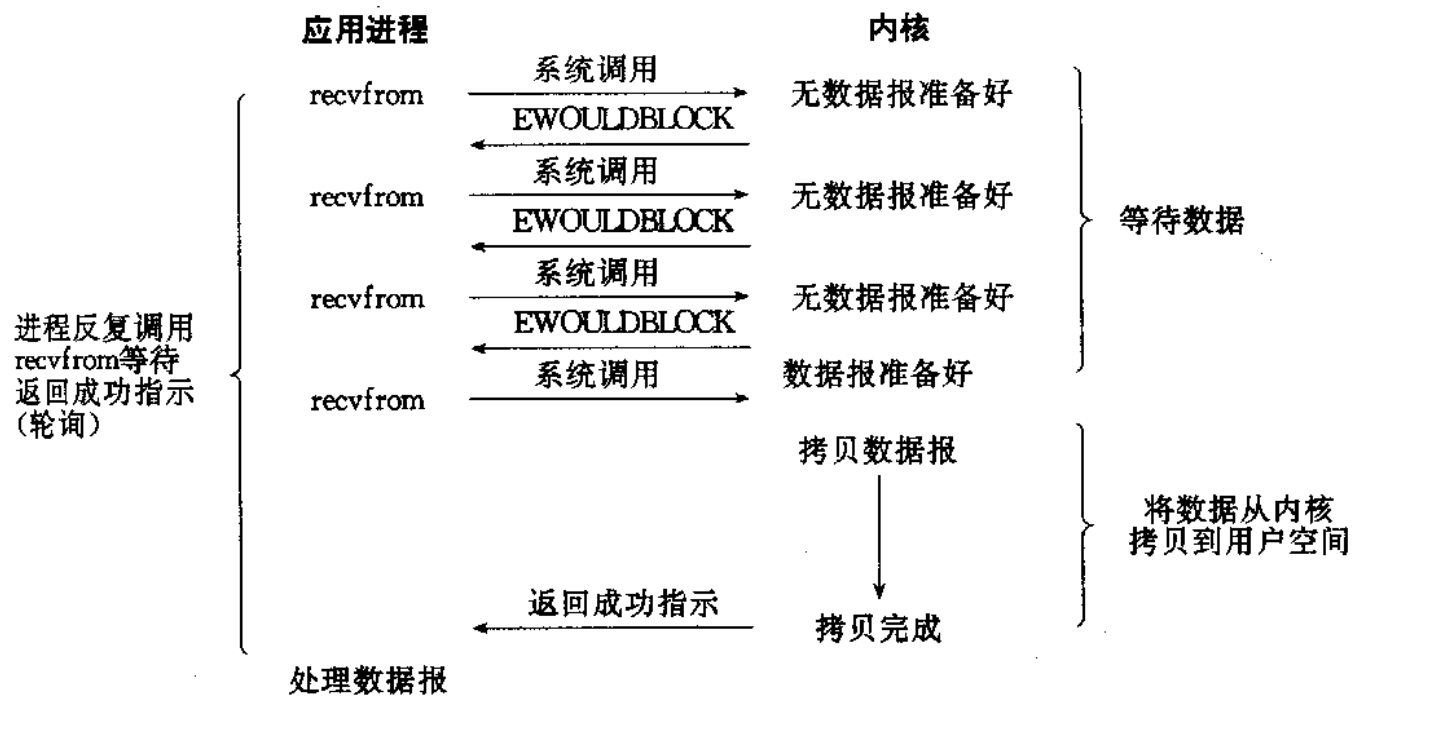 应用进程
内核
系统调用
recvfrom
无数据报准备好
EWOULDBLOCK
系统调用
recvfrom
无数据报准备好
EWOULDBLOCK
等待数据
系统调用
recvfrom
无数据报准备好
EWOULDBLOCK
进程反复调用
recvfrom等待
返回成功指示
(轮询)
系统调用
recvfrom
数据报准备好
拷贝数据报
将数据从内核
拷贝到用户空间
返回成功指示
拷贝完成
处理数据报